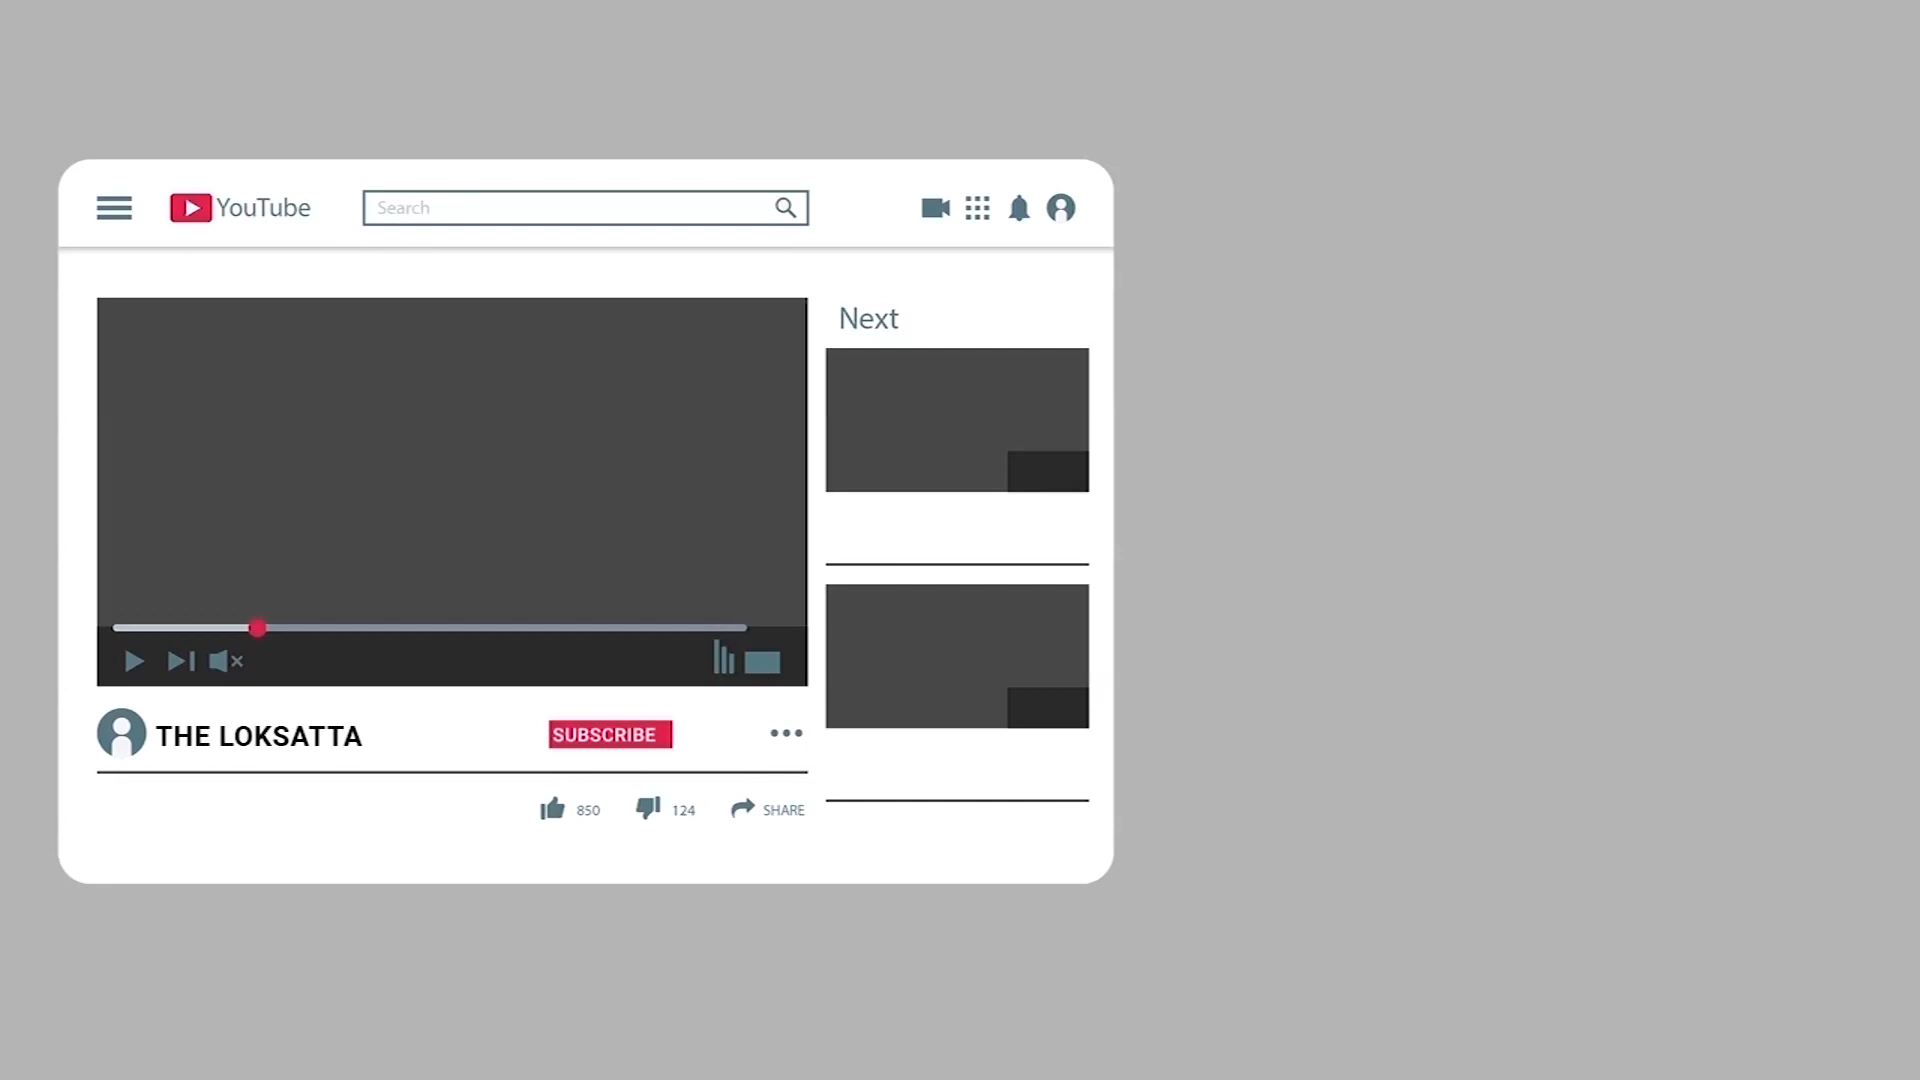 YouTube
Search
Next
THE LOKSATTA
SUBSCRIBE
850
124
SHARE